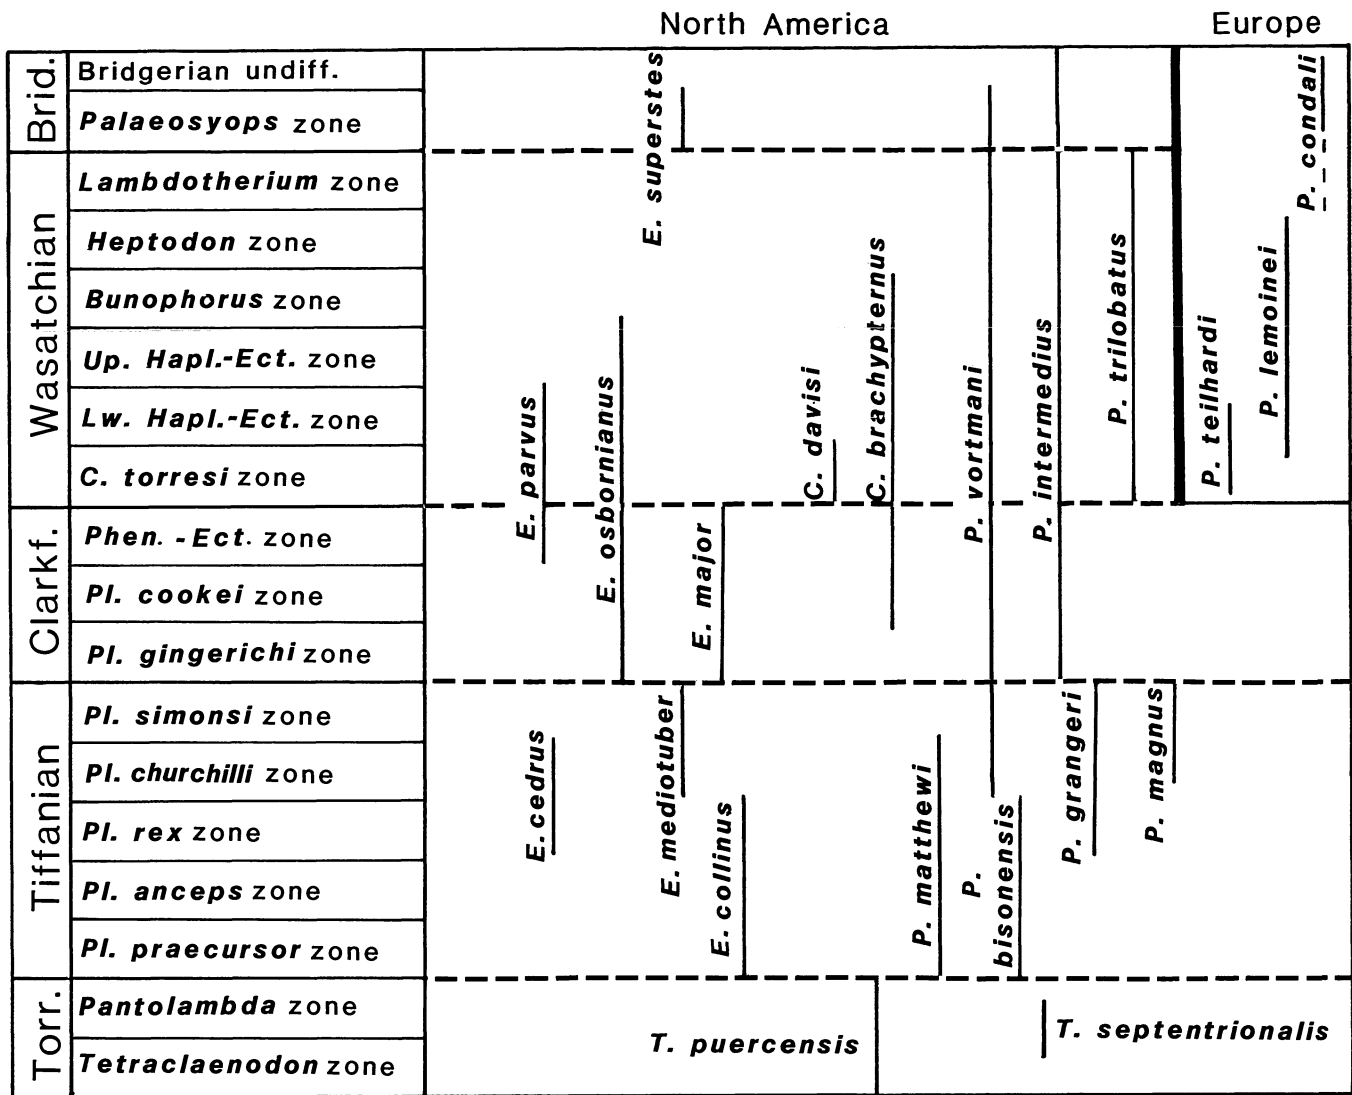 North America
Europe
Brid.
Bridgerian undiff.
Palaeosyops zone
Wasatchian
Lambdotherium zone
Heptodon zone
Bunophorus zone
Up. Hapl.-Ect. zone
Lw. Hapl.-Ect. zone
C. torresi zone
Clarkf.
Phen. - Ect. zone
Pl. cookei zone
Pl. gingerichi zone
Tiffanian
Pl. simonsi zone
Pl. churchilli zone
Pl. rex zone
Pl. anceps zone
Pl. praecursor zone
Torr.
Pantolambda zone
Tetraclaenodon zone
E. parvus
E. osbornianus
E. superstes
E. major
C. davisi
C. brachypternus
P. vortmani
P. intermedius
P. trilobatus
P. teilhardi
P. lemoinei
P. condali
E. cedrus
E. mediotuber
E. collinus
P. matthewi
P.
bisonensis
P. grangeri
P. magnus
T. puercensis
T. septentrionalis